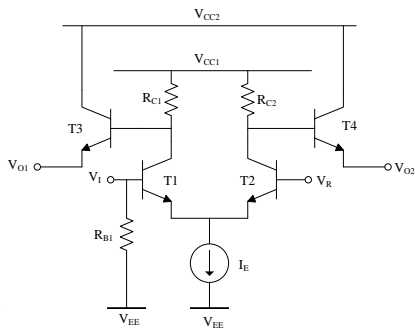 VCC2
VCC1
RC1
RC2
T3
T4
VO1
VI
T1
T2
VR
VO2
RB1
IE
VEE
VEE